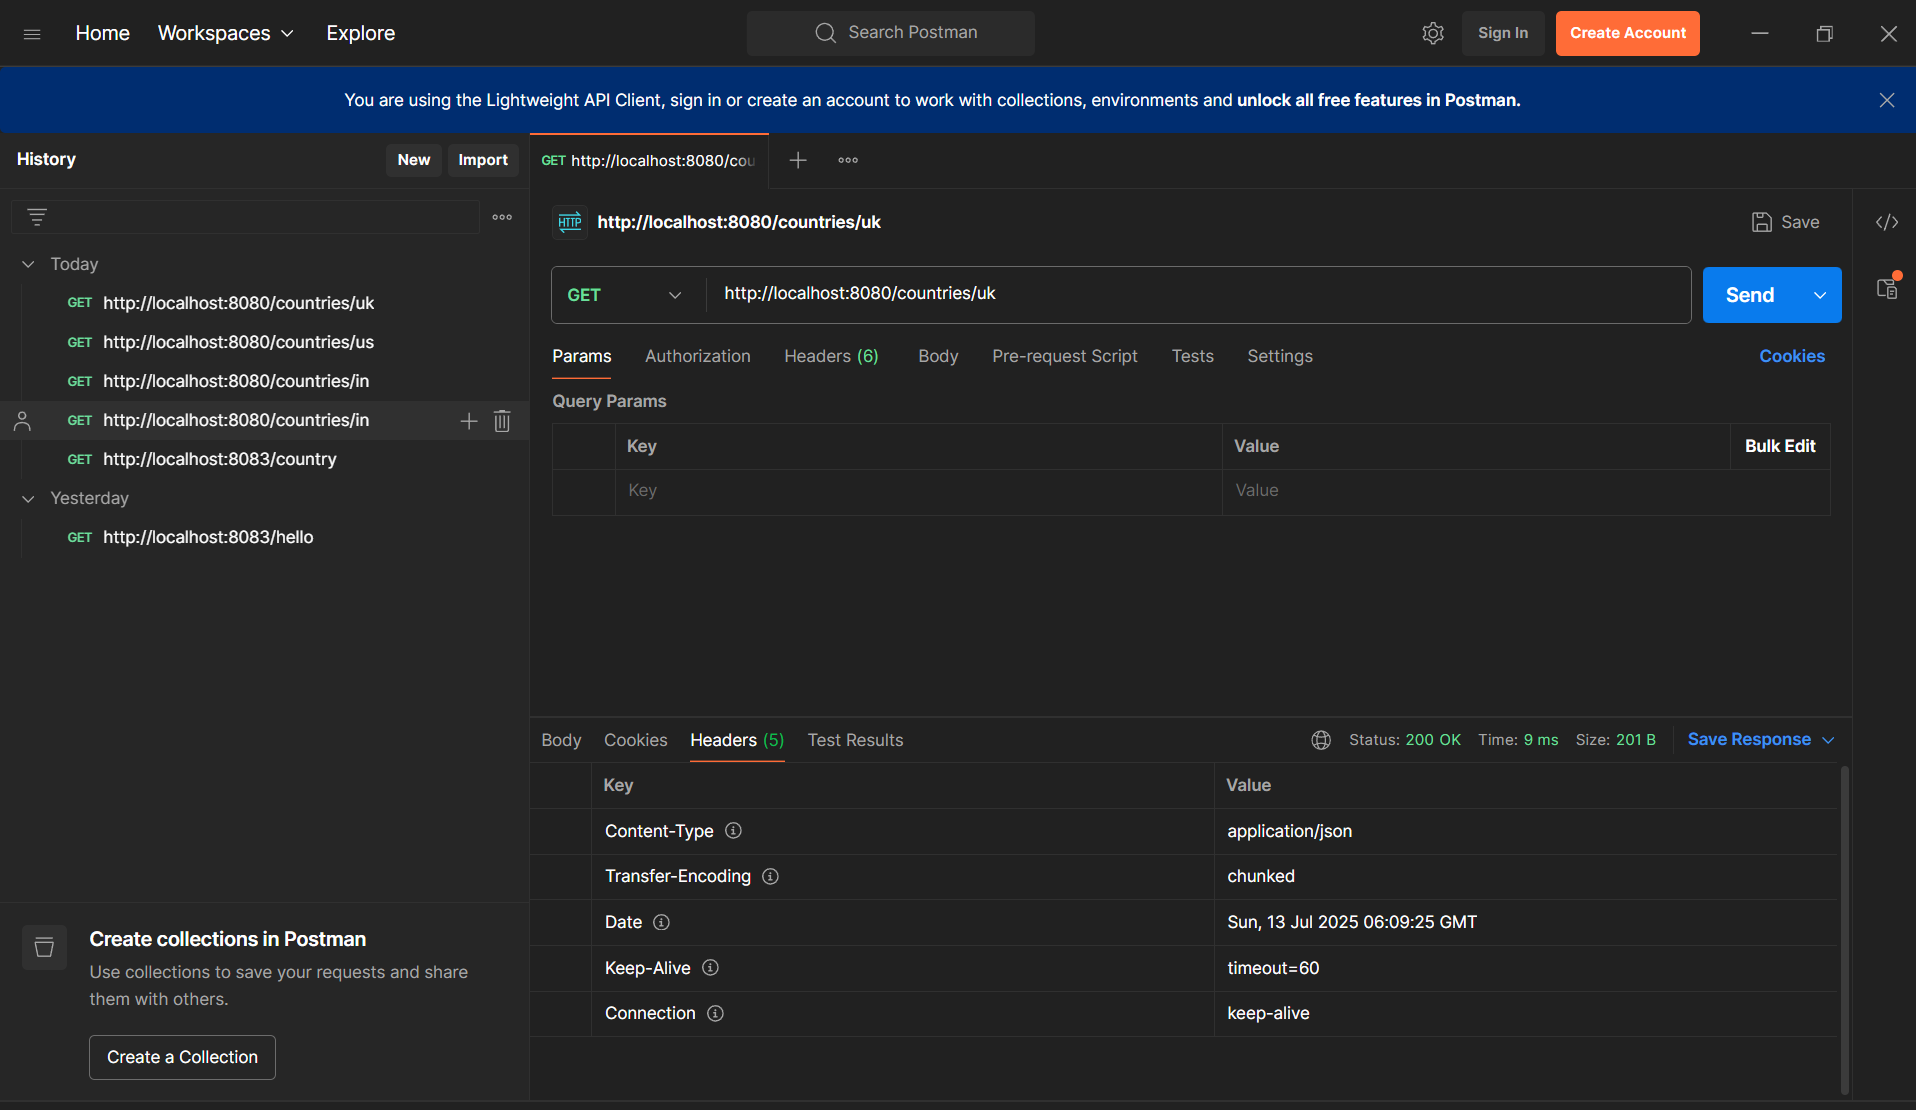 Home Workspaces Explore Search Postman Sign In Create Account
You are using the Lightweight API Client, sign in or create an account to work with collections, environments and unlock all free features in Postman.
History New Import
GET http://localhost:8080/cou
Today
GET http://localhost:8080/countries/uk
GET http://localhost:8080/countries/us
GET http://localhost:8080/countries/in
GET http://localhost:8080/countries/in
GET http://localhost:8083/country
Yesterday
GET http://localhost:8083/hello
Create collections in Postman
Use collections to save your requests and share
them with others.
Create a Collection
HTTP http://localhost:8080/countries/uk Save
GET http://localhost:8080/countries/uk Send
Params Authorization Headers (6) Body Pre-request Script Tests Settings Cookies
Query Params
Key Value Bulk Edit
Key Value
Body Cookies Headers (5) Test Results Status: 200 OK Time: 9 ms Size: 201 B Save Response
Key Value
Content-Type application/json
Transfer-Encoding chunked
Date Sun, 13 Jul 2025 06:09:25 GMT
Keep-Alive timeout=60
Connection keep-alive